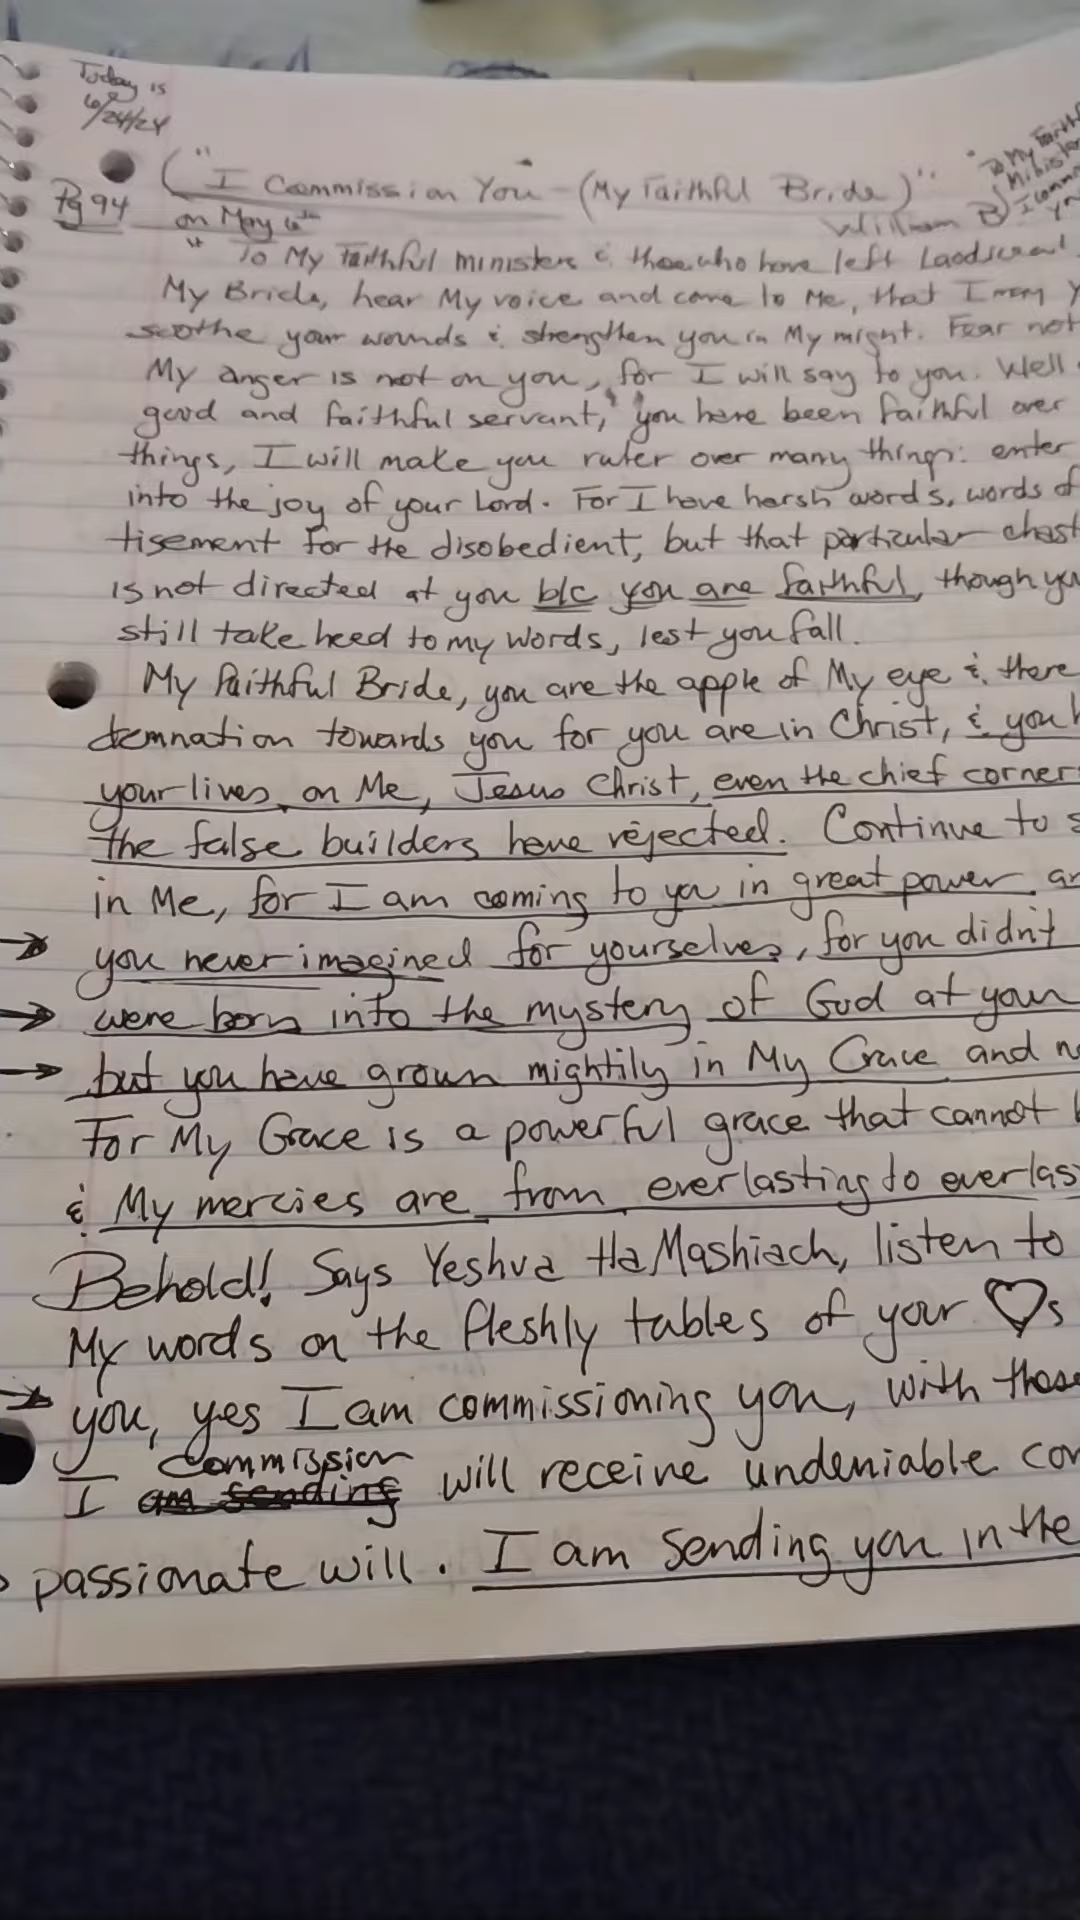 Today is
6/24/24
("I Commission You - (My Faithful Bride)"
To My Faith
Minister
I comm
Pg 94
on May 6th
William B
"To My Faithful ministers & those who have left
My Bride, hear My voice and come to Me, that I may
soothe your wounds & strengthen you in My might. Fear not
My anger is not on you, for I will say to you. Well
good and faithful servant, you have been faithful over
things, I will make you ruler over many things: enter
into the joy of your Lord. For I have harsh words, words of
tisement for the disobedient, but that particular chast
is not directed at you b/c you are faithful, though you
still take heed to my words, lest you fall.
My Faithful Bride, you are the apple of My eye & there
demnation towards you for you are in Christ, & you h
your lives on Me, Jesus Christ, even the chief corner
the false builders have rejected. Continue to s
in Me, for I am coming to you in great power an
you never imagined for yourselves, for you didn't
were born into the mystery of God at your
but you have grown mightily in My Grace and n
For My Grace is a powerful grace that cannot b
& My mercies are from everlasting to everlas
Behold! Says Yeshua HaMashiach, listen to
My words on the fleshly tables of your ♡s
you, yes I am commissioning you, with those
commission
I am sending will receive undeniable con
passionate will. I am sending you in the